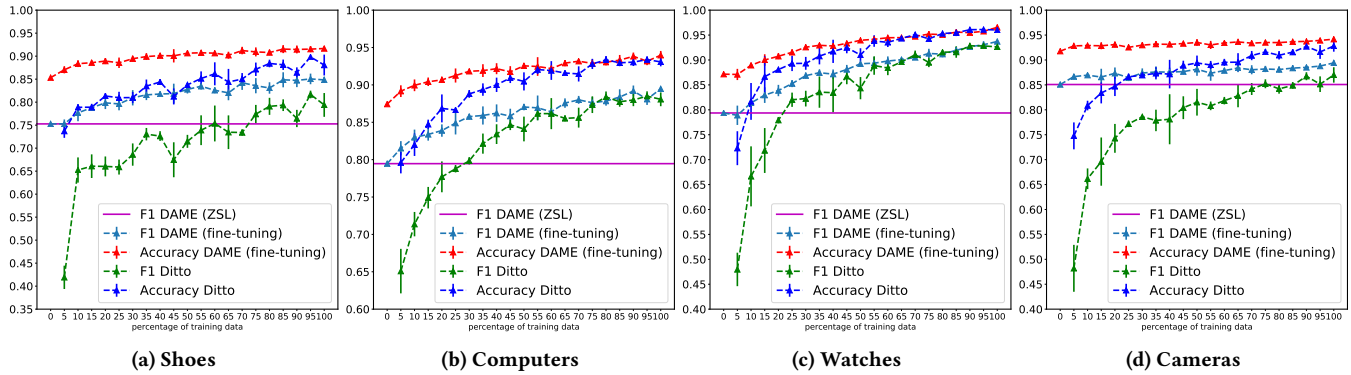 1.00
0.95
0.90
0.85
0.80
0.75
0.70
0.65
0.60
0.55
0.50
0.45
0.40
0.35
F1 DAME (ZSL)
F1 DAME (fine-tuning)
Accuracy DAME (fine-tuning)
F1 Ditto
Accuracy Ditto
0 5 10 15 20 25 30 35 40 45 50 55 60 65 70 75 80 85 90 95100
percentage of training data
(a) Shoes
1.00
0.95
0.90
0.85
0.80
0.75
0.70
0.65
0.60
F1 DAME (ZSL)
F1 DAME (fine-tuning)
Accuracy DAME (fine-tuning)
F1 Ditto
Accuracy Ditto
0 5 10 15 20 25 30 35 40 45 50 55 60 65 70 75 80 85 90 95100
percentage of training data
(b) Computers
1.00
0.95
0.90
0.85
0.80
0.75
0.70
0.65
0.60
0.55
0.50
0.45
0.40
F1 DAME (ZSL)
F1 DAME (fine-tuning)
Accuracy DAME (fine-tuning)
F1 Ditto
Accuracy Ditto
0 5 10 15 20 25 30 35 40 45 50 55 60 65 70 75 80 85 90 95100
percentage of training data
(c) Watches
1.00
0.95
0.90
0.85
0.80
0.75
0.70
0.65
0.60
0.55
0.50
0.45
0.40
F1 DAME (ZSL)
F1 DAME (fine-tuning)
Accuracy DAME (fine-tuning)
F1 Ditto
Accuracy Ditto
0 5 10 15 20 25 30 35 40 45 50 55 60 65 70 75 80 85 90 95100
percentage of training data
(d) Cameras